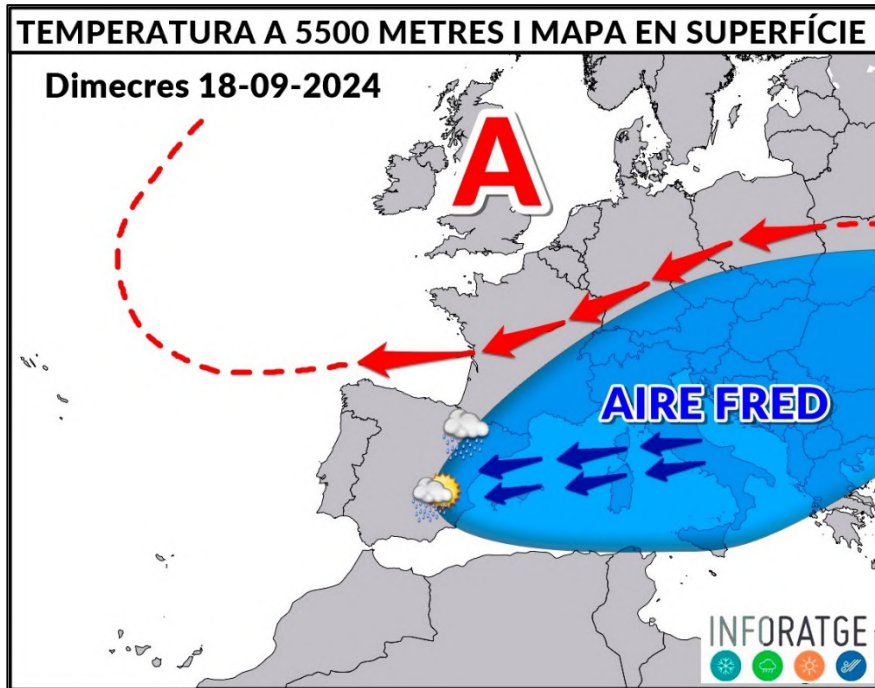 TEMPERATURA A 5500 METRES I MAPA EN SUPERFÍCIE
Dimecres 18-09-2024
A
AIRE FRED
INFORATGE